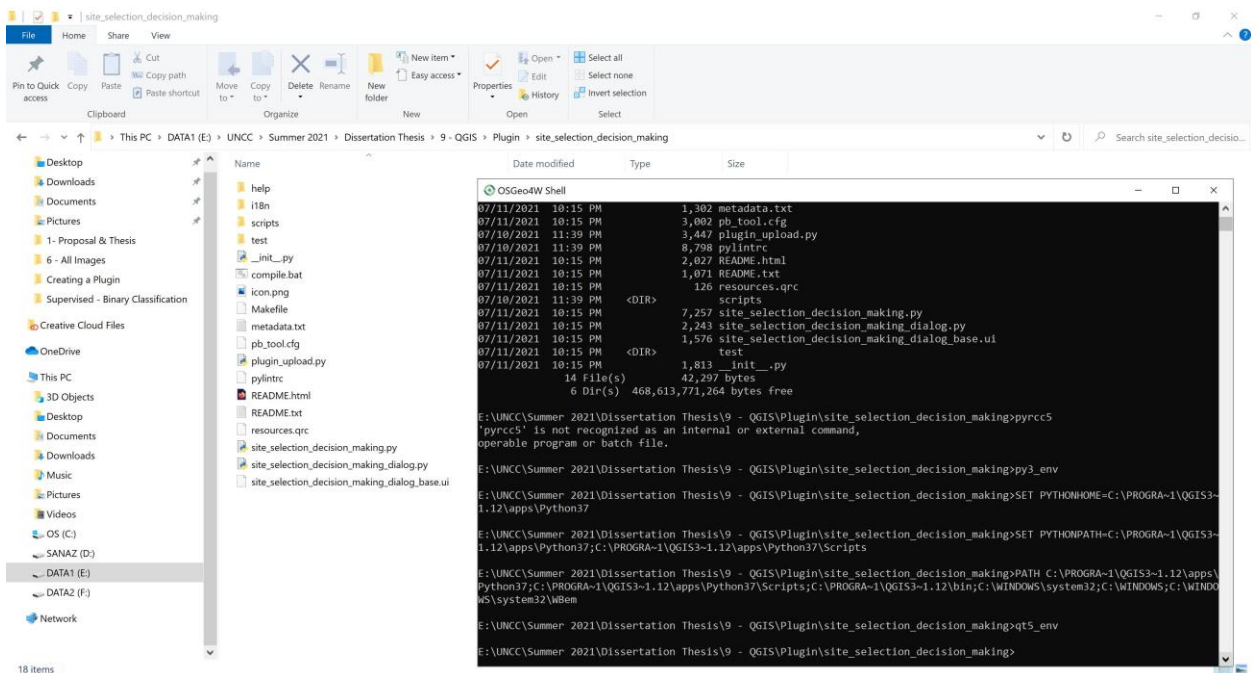 site_selection_decision_making
File Home Share View
Pin to Quick access
Copy
Paste
Cut
Copy path
Paste shortcut
Clipboard
Move to
Copy to
Delete
Rename
Organize
New folder
New item
Easy access
New
Properties
Open
Edit
History
Open
Select all
Select none
Invert selection
Select
This PC > DATA1 (E:) > UNCC > Summer 2021 > Dissertation Thesis > 9 - QGIS > Plugin > site_selection_decision_making
Search site_selection_decisio...
Desktop
Downloads
Documents
Pictures
1- Proposal & Thesis
6 - All Images
Creating a Plugin
Supervised - Binary Classification
Creative Cloud Files
OneDrive
This PC
3D Objects
Desktop
Documents
Downloads
Music
Pictures
Videos
OS (C:)
SANAZ (D:)
DATA1 (E:)
DATA2 (F:)
Network
18 items
Name Date modified Type Size
help
i18n
scripts
test
__init__.py
compile.bat
icon.png
Makefile
metadata.txt
pb_tool.cfg
plugin_upload.py
pylintrc
README.html
README.txt
resources.qrc
site_selection_decision_making.py
site_selection_decision_making_dialog.py
site_selection_decision_making_dialog_base.ui
OSGeo4W Shell
07/11/2021 10:15 PM 1,302 metadata.txt
07/11/2021 10:15 PM 3,002 pb_tool.cfg
07/10/2021 11:39 PM 3,447 plugin_upload.py
07/10/2021 11:39 PM 8,798 pylintrc
07/11/2021 10:15 PM 2,027 README.html
07/11/2021 10:15 PM 1,071 README.txt
07/11/2021 10:15 PM 126 resources.qrc
07/10/2021 11:39 PM <DIR> scripts
07/11/2021 10:15 PM 7,257 site_selection_decision_making.py
07/11/2021 10:15 PM 2,243 site_selection_decision_making_dialog.py
07/11/2021 10:15 PM 1,576 site_selection_decision_making_dialog_base.ui
07/11/2021 10:15 PM <DIR> test
07/11/2021 10:15 PM 1,813 __init__.py
14 File(s) 42,297 bytes
6 Dir(s) 468,613,771,264 bytes free
E:\UNCC\Summer 2021\Dissertation Thesis\9 - QGIS\Plugin\site_selection_decision_making>pyrcc5
'pyrcc5' is not recognized as an internal or external command,
operable program or batch file.
E:\UNCC\Summer 2021\Dissertation Thesis\9 - QGIS\Plugin\site_selection_decision_making>py3_env
E:\UNCC\Summer 2021\Dissertation Thesis\9 - QGIS\Plugin\site_selection_decision_making>SET PYTHONHOME=C:\PROGRA~1\QGIS3~
1.12\apps\Python37
E:\UNCC\Summer 2021\Dissertation Thesis\9 - QGIS\Plugin\site_selection_decision_making>SET PYTHONPATH=C:\PROGRA~1\QGIS3~
1.12\apps\Python37;C:\PROGRA~1\QGIS3~1.12\apps\Python37\Scripts
E:\UNCC\Summer 2021\Dissertation Thesis\9 - QGIS\Plugin\site_selection_decision_making>PATH C:\PROGRA~1\QGIS3~1.12\apps\
Python37;C:\PROGRA~1\QGIS3~1.12\apps\Python37\Scripts;C:\PROGRA~1\QGIS3~1.12\bin;C:\WINDOWS\system32;C:\WINDOWS;C:\WINDO
WS\system32\WBem
E:\UNCC\Summer 2021\Dissertation Thesis\9 - QGIS\Plugin\site_selection_decision_making>qt5_env
E:\UNCC\Summer 2021\Dissertation Thesis\9 - QGIS\Plugin\site_selection_decision_making>